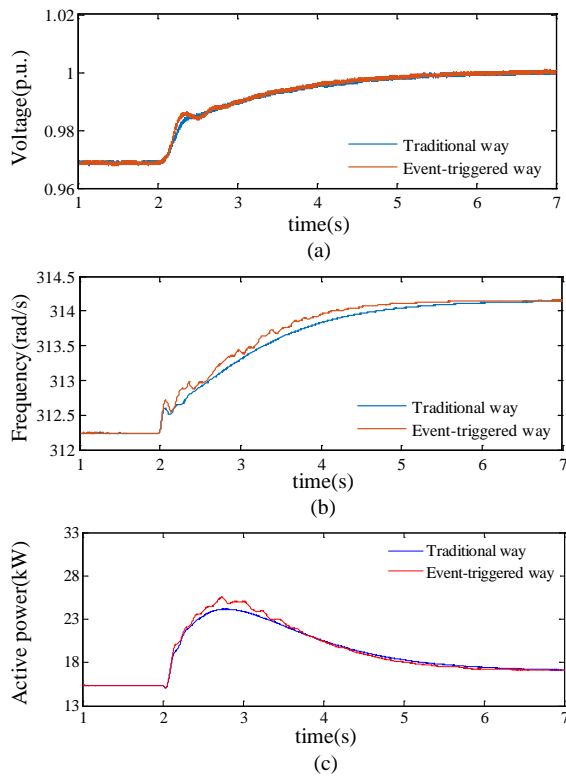 1.02
1
0.98
0.96
Voltage(p.u.)
Traditional way
Event-triggered way
1 2 3 4 5 6 7
time(s)
(a)
314.5
314
313.5
313
312.5
312
Frequency(rad/s)
Traditional way
Event-triggered way
1 2 3 4 5 6 7
time(s)
(b)
33
28
23
18
13
Active power(kW)
Traditional way
Event-triggered way
1 2 3 4 5 6 7
time(s)
(c)